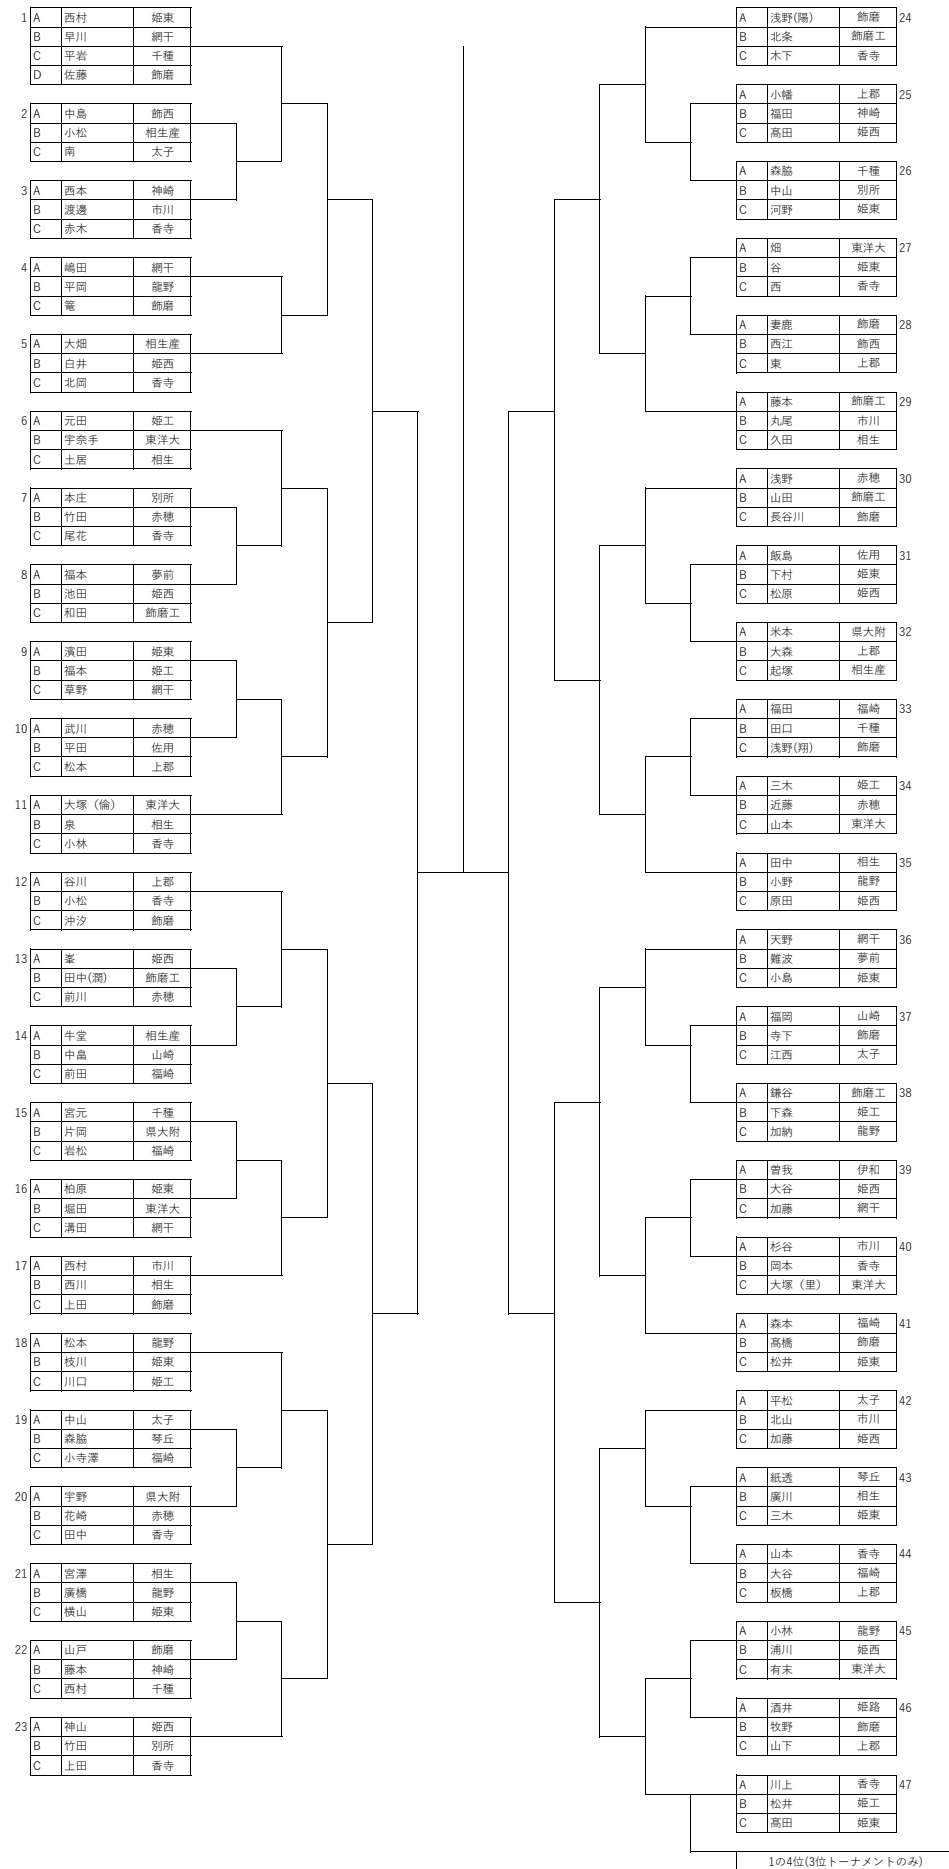 1 A 西村 姫東
B 早川 網干
C 平岩 千種
D 佐藤 飾磨
2 A 中島 飾西
B 小松 相生産
C 南 太子
3 A 西本 神崎
B 渡邊 市川
C 赤木 香寺
4 A 嶋田 網干
B 平岡 龍野
C 篭 飾磨
5 A 大畑 相生産
B 白井 姫西
C 北岡 香寺
6 A 元田 姫工
B 宇奈手 東洋大
C 土居 相生
7 A 本庄 別所
B 竹田 赤穂
C 尾花 香寺
8 A 福本 夢前
B 池田 姫西
C 和田 飾磨工
9 A 濱田 姫東
B 福本 姫工
C 草野 網干
10 A 武川 赤穂
B 平田 佐用
C 松本 上郡
11 A 大塚（倫） 東洋大
B 泉 相生
C 小林 香寺
12 A 谷川 上郡
B 小松 香寺
C 沖汐 飾磨
13 A 峯 姫西
B 田中(潤) 飾磨工
C 前川 赤穂
14 A 牛堂 相生産
B 中畠 山崎
C 前田 福崎
15 A 宮元 千種
B 片岡 県大附
C 岩松 福崎
16 A 柏原 姫東
B 堀田 東洋大
C 溝田 網干
17 A 西村 市川
B 西川 相生
C 上田 飾磨
18 A 松本 龍野
B 枝川 姫東
C 川口 姫工
19 A 中山 太子
B 森脇 琴丘
C 小寺澤 福崎
20 A 宇野 県大附
B 花崎 赤穂
C 田中 香寺
21 A 宮澤 相生
B 廣橋 龍野
C 横山 姫東
22 A 山戸 飾磨
B 藤本 神崎
C 西村 千種
23 A 神山 姫西
B 竹田 別所
C 上田 香寺
A 浅野(陽) 飾磨 24
B 北条 飾磨工
C 木下 香寺
A 小幡 上郡 25
B 福田 神崎
C 髙田 姫西
A 森脇 千種 26
B 中山 別所
C 河野 姫東
A 畑 東洋大 27
B 谷 姫東
C 西 香寺
A 妻鹿 飾磨 28
B 西江 飾西
C 東 上郡
A 藤本 飾磨工 29
B 丸尾 市川
C 久田 相生
A 浅野 赤穂 30
B 山田 飾磨工
C 長谷川 飾磨
A 飯島 佐用 31
B 下村 姫東
C 松原 姫西
A 米本 県大附 32
B 大森 上郡
C 起塚 相生産
A 福田 福崎 33
B 田口 千種
C 浅野(翔) 飾磨
A 三木 姫工 34
B 近藤 赤穂
C 山本 東洋大
A 田中 相生 35
B 小野 龍野
C 原田 姫西
A 天野 網干 36
B 難波 夢前
C 小島 姫東
A 福岡 山崎 37
B 寺下 飾磨
C 江西 太子
A 鎌谷 飾磨工 38
B 下森 姫工
C 加納 龍野
A 曽我 伊和 39
B 大谷 姫西
C 加藤 網干
A 杉谷 市川 40
B 岡本 香寺
C 大塚（里） 東洋大
A 森本 福崎 41
B 髙橋 飾磨
C 松井 姫東
A 平松 太子 42
B 北山 市川
C 加藤 姫西
A 紙透 琴丘 43
B 廣川 相生
C 三木 姫東
A 山本 香寺 44
B 大谷 福崎
C 板橋 上郡
A 小林 龍野 45
B 浦川 姫西
C 有末 東洋大
A 酒井 姫路 46
B 牧野 飾磨
C 山下 上郡
A 川上 香寺 47
B 松井 姫工
C 髙田 姫東
1の4位(3位トーナメントのみ)